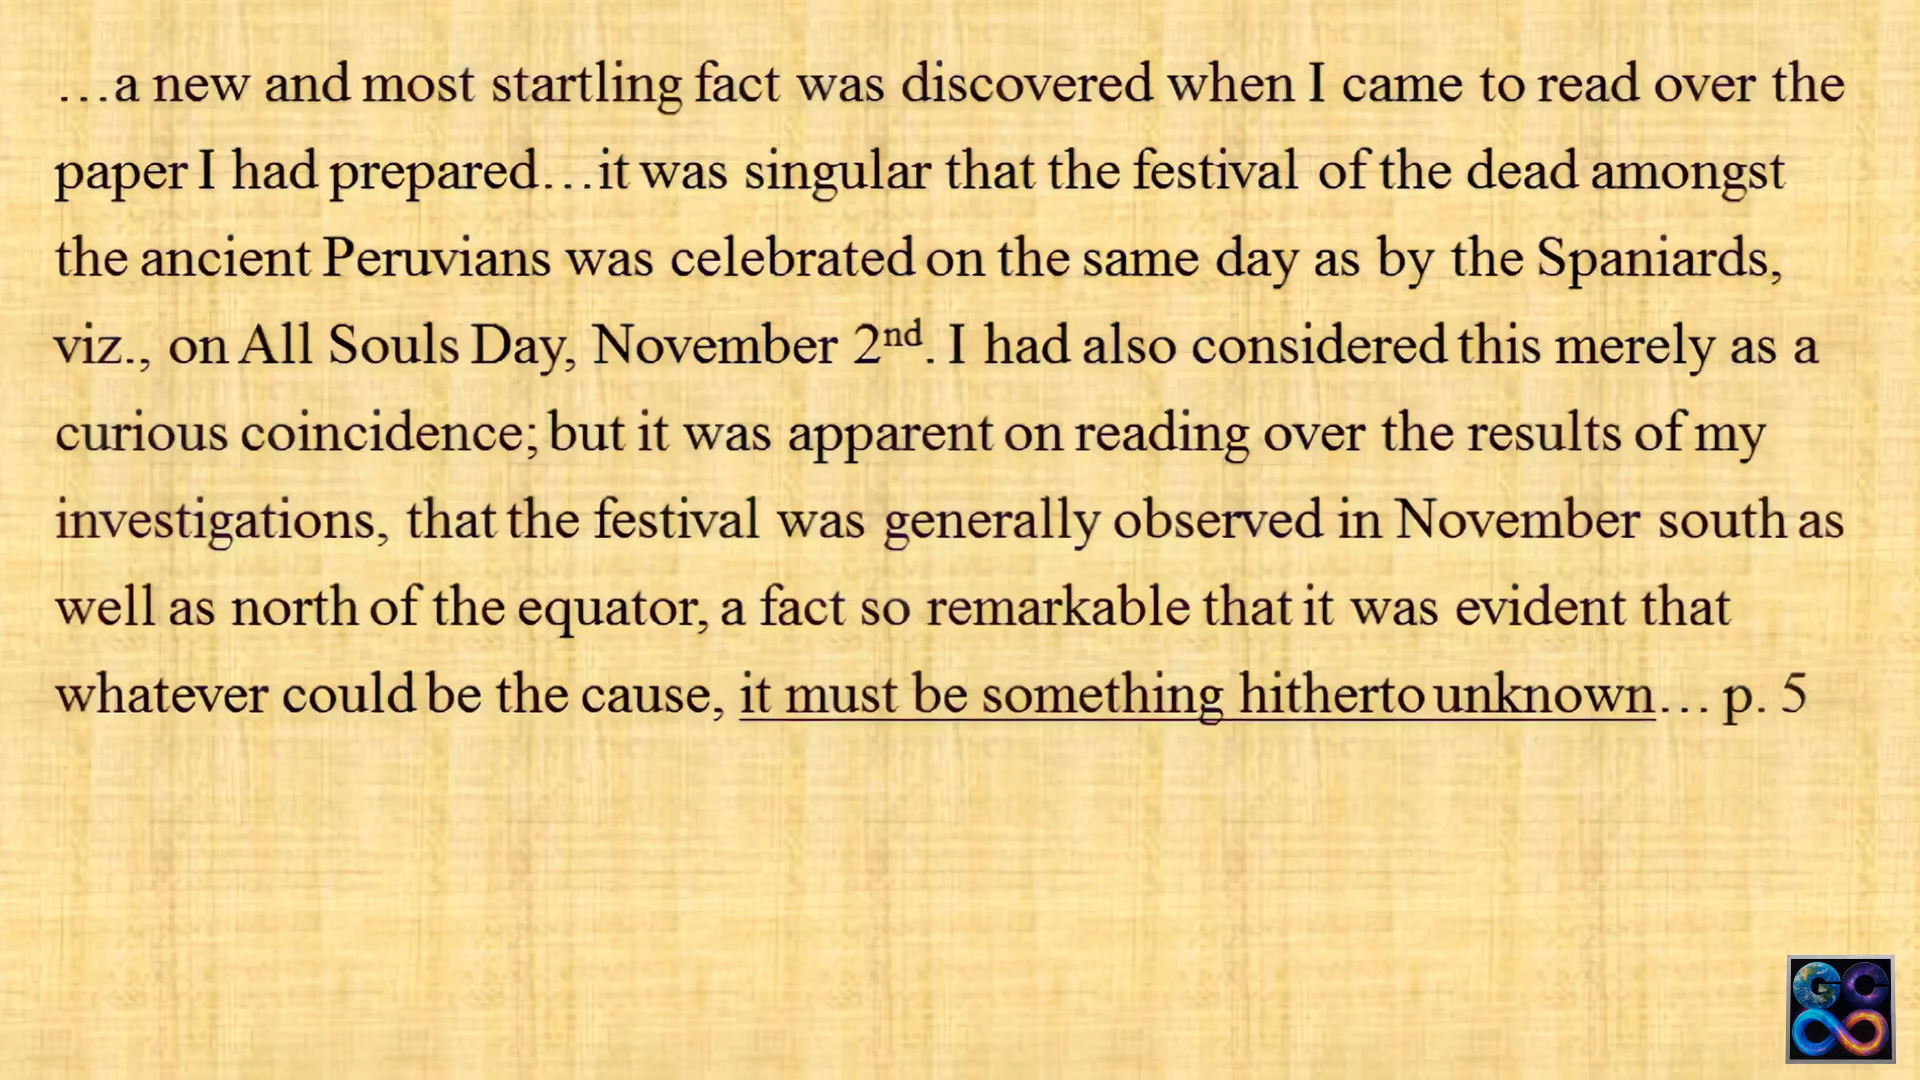 …a new and most startling fact was discovered when I came to read over the
paper I had prepared…it was singular that the festival of the dead amongst
the ancient Peruvians was celebrated on the same day as by the Spaniards,
viz., on All Souls Day, November 2nd. I had also considered this merely as a
curious coincidence; but it was apparent on reading over the results of my
investigations, that the festival was generally observed in November south as
well as north of the equator, a fact so remarkable that it was evident that
whatever could be the cause, it must be something hitherto unknown… p. 5
GC